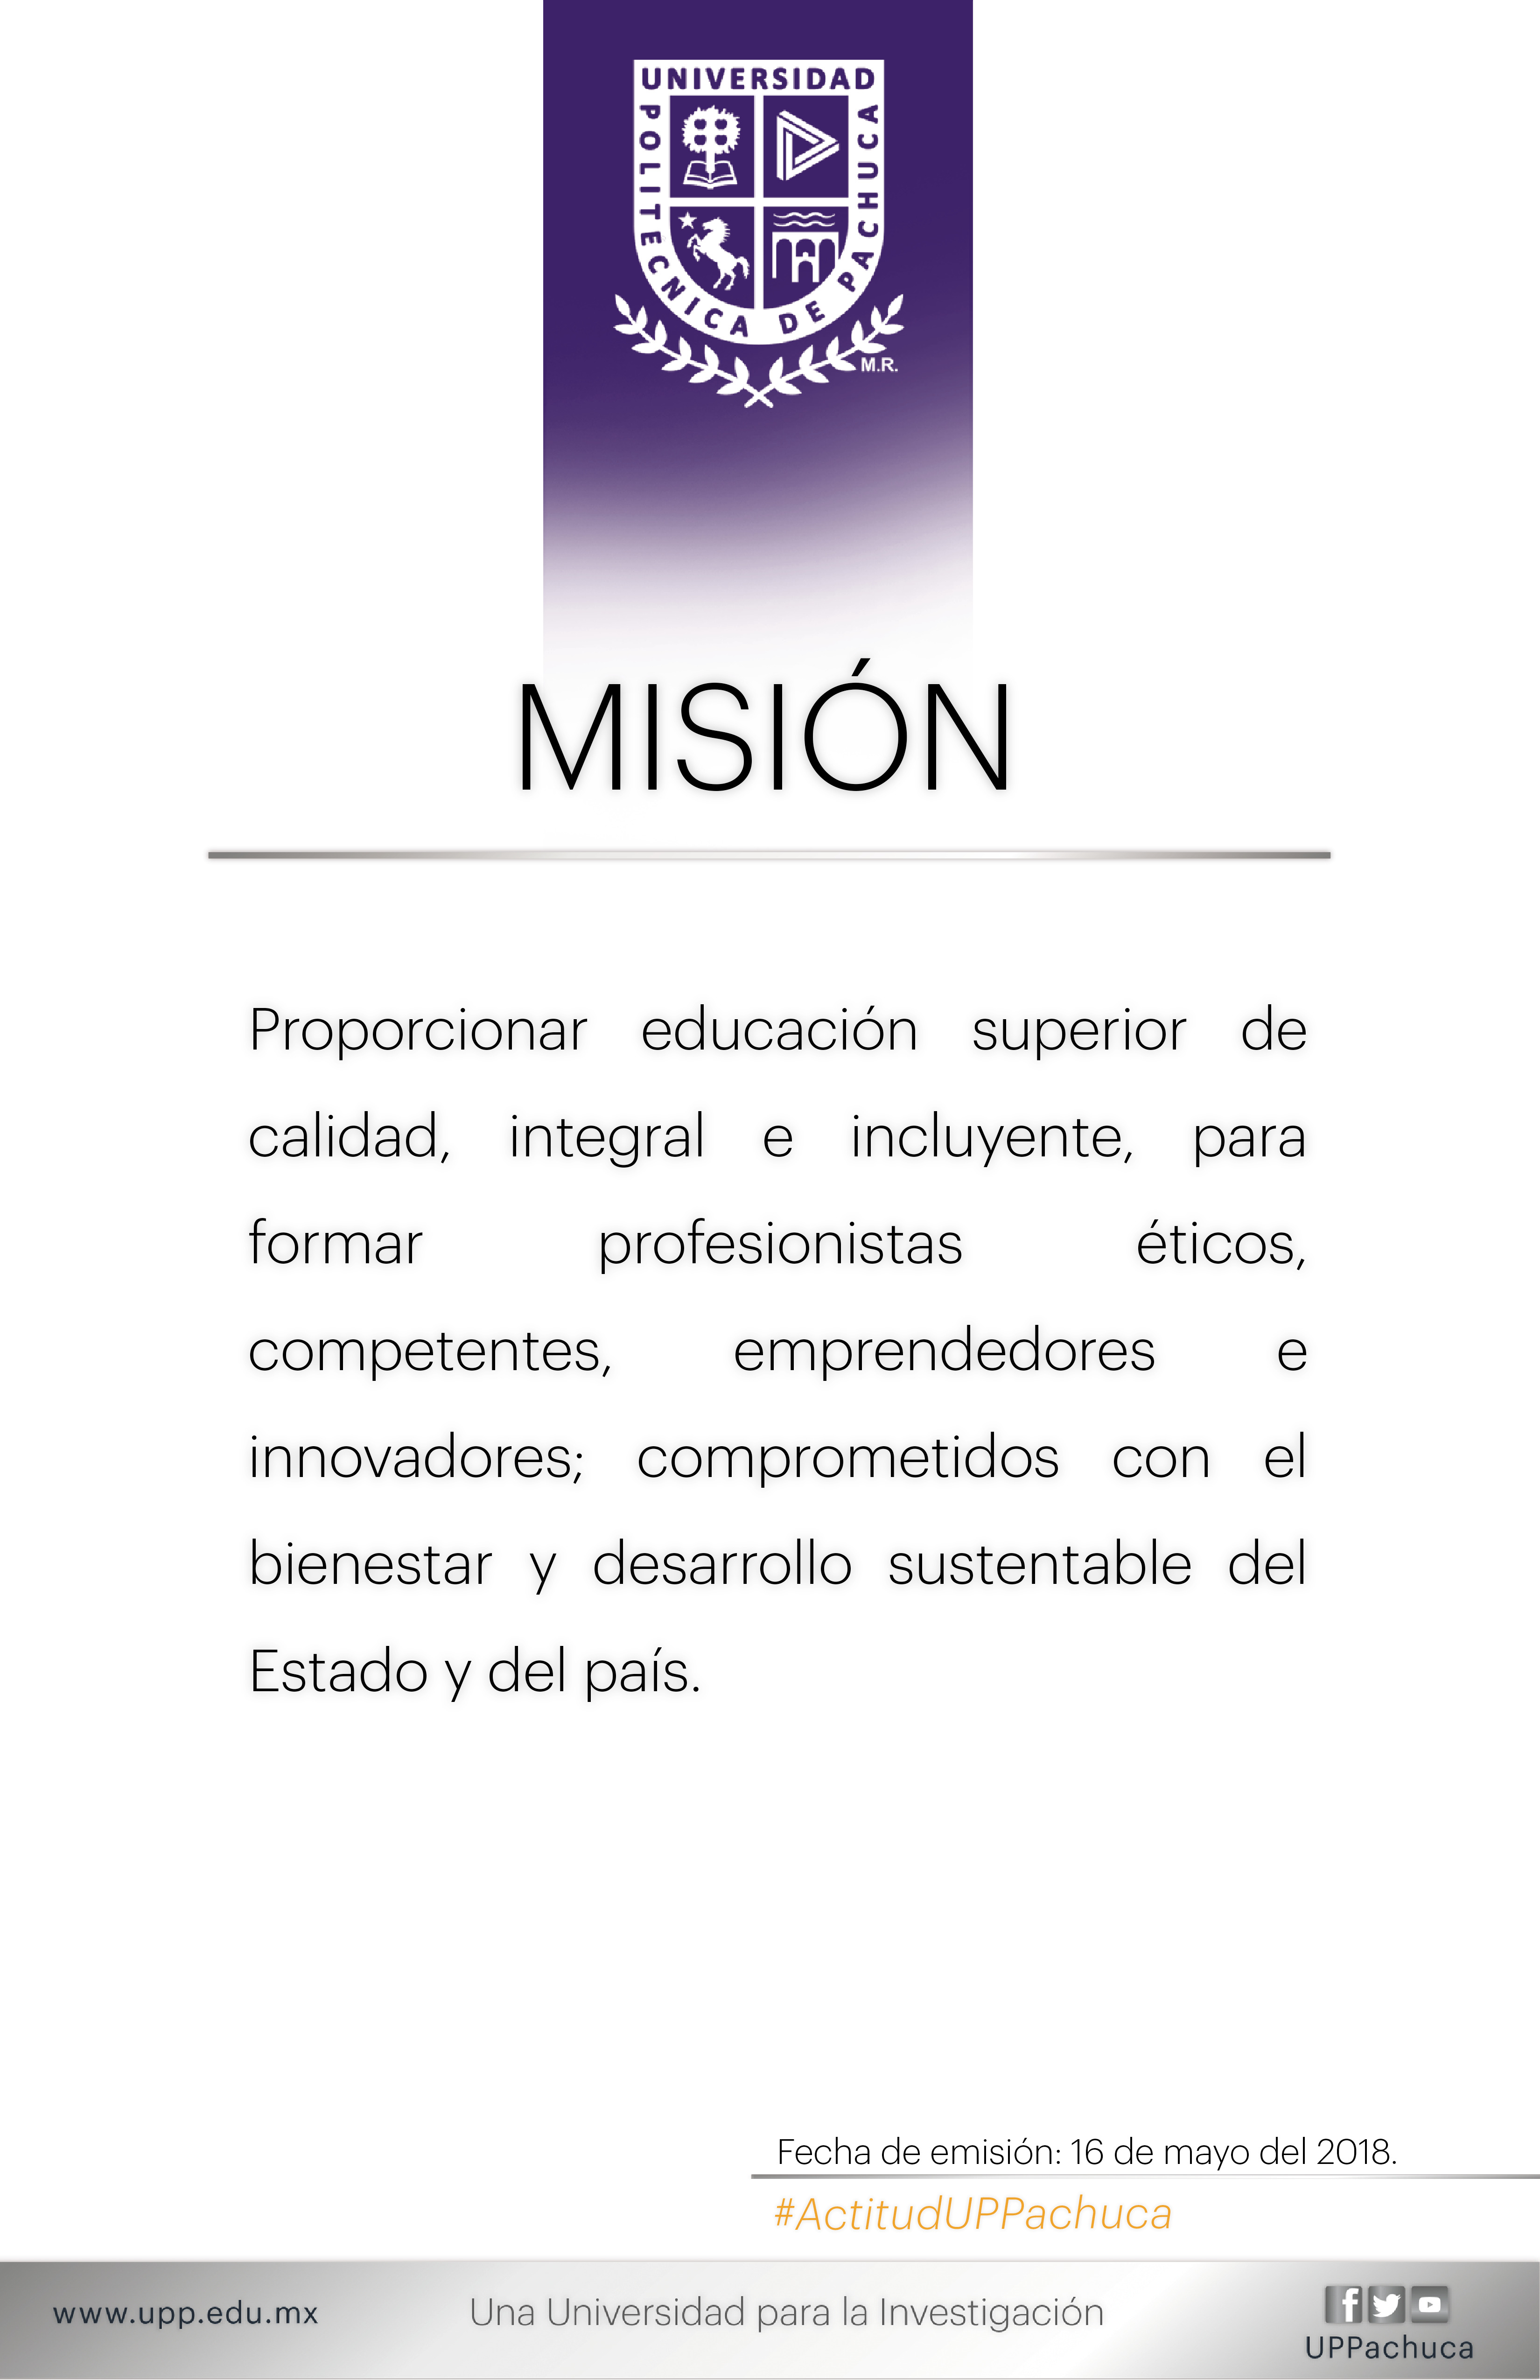 UNIVERSIDAD
POLITECNICA DE PACHUCA
M.R.
MISIÓN
Proporcionar educación superior de
calidad, integral e incluyente, para
formar profesionistas éticos,
competentes, emprendedores e
innovadores; comprometidos con el
bienestar y desarrollo sustentable del
Estado y del país.
Fecha de emisión: 16 de mayo del 2018.
#ActitudUPPachuca
www.upp.edu.mx
Una Universidad para la Investigación
UPPachuca